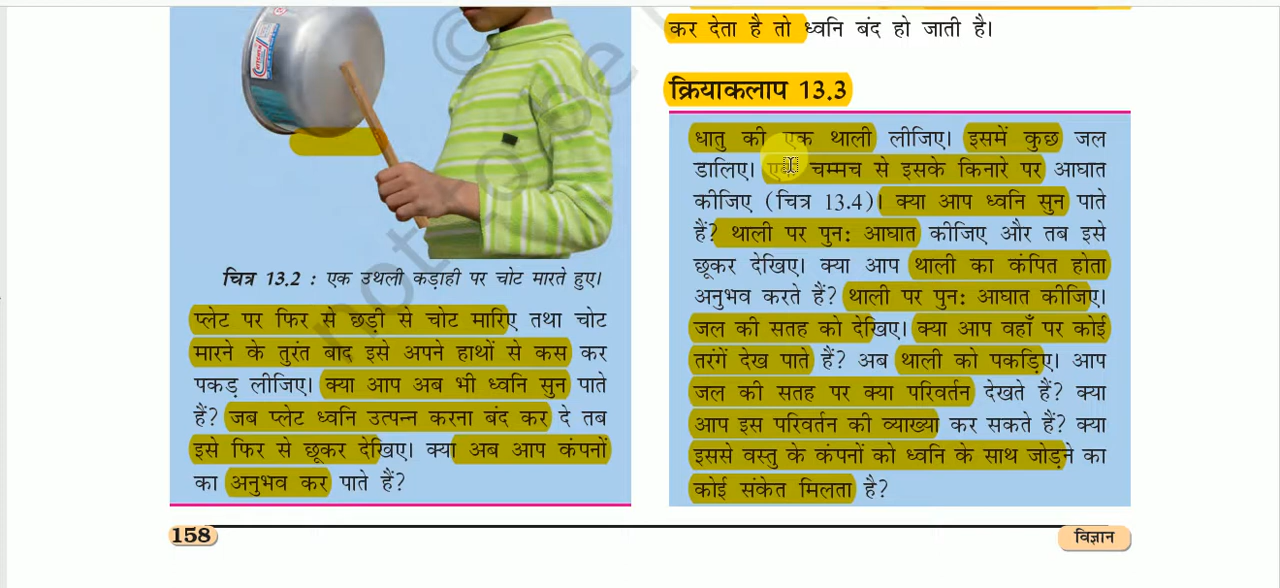 चित्र 13.2 : एक उथली कड़ाही पर चोट मारते हुए।
प्लेट पर फिर से छड़ी से चोट मारिए तथा चोट
मारने के तुरंत बाद इसे अपने हाथों से कस कर
पकड़ लीजिए। क्या आप अब भी ध्वनि सुन पाते
हैं? जब प्लेट ध्वनि उत्पन्न करना बंद कर दे तब
इसे फिर से छूकर देखिए। क्या अब आप कंपनों
का अनुभव कर पाते हैं?
कर देता है तो ध्वनि बंद हो जाती है।
क्रियाकलाप 13.3
धातु की एक थाली लीजिए। इसमें कुछ जल
डालिए। चम्मच से इसके किनारे पर आघात
कीजिए (चित्र 13.4)। क्या आप ध्वनि सुन पाते
हैं? थाली पर पुन: आघात कीजिए और तब इसे
छूकर देखिए। क्या आप थाली का कंपित होता
अनुभव करते हैं? थाली पर पुन: आघात कीजिए।
जल की सतह को देखिए। क्या आप वहाँ पर कोई
तरंगें देख पाते हैं? अब थाली को पकड़िए। आप
जल की सतह पर क्या परिवर्तन देखते हैं? क्या
आप इस परिवर्तन की व्याख्या कर सकते हैं? क्या
इससे वस्तु के कंपनों को ध्वनि के साथ जोड़ने का
कोई संकेत मिलता है?
158
विज्ञान